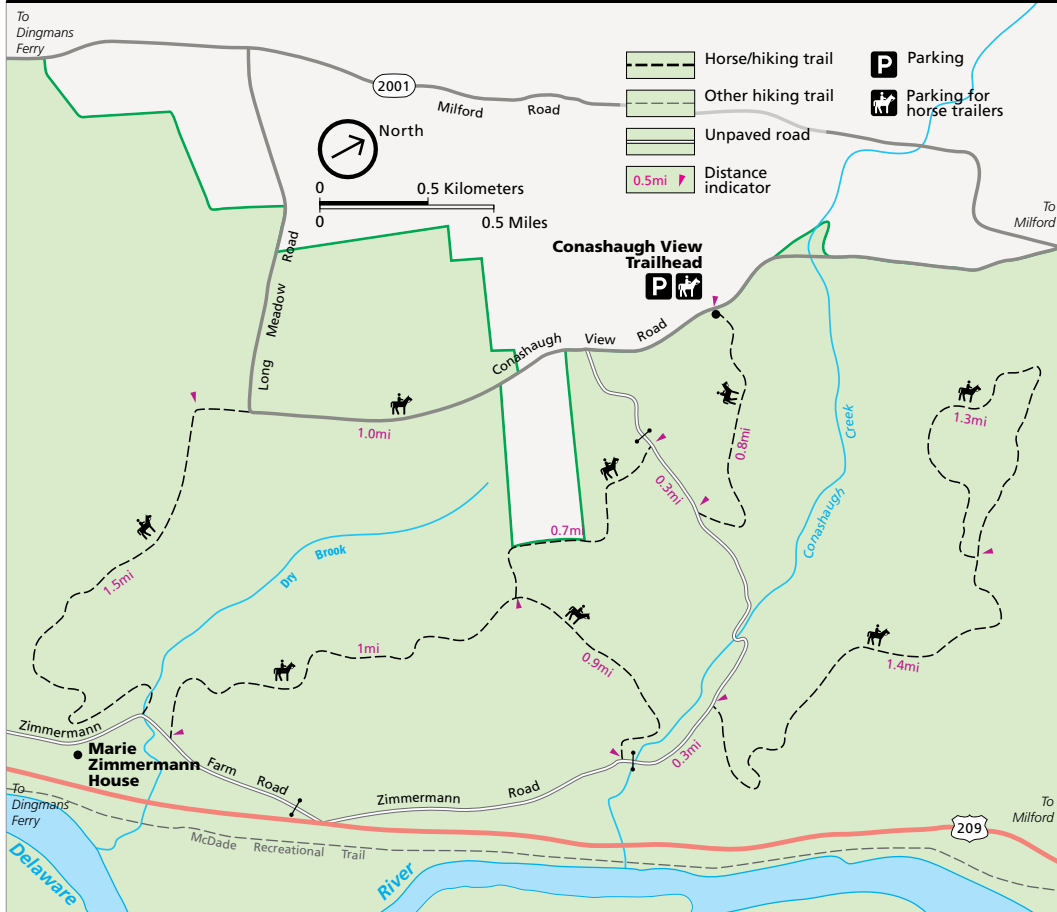 To
Dingmans
Ferry
2001
Milford Road
North
0 0.5 Kilometers
0 0.5 Miles
Horse/hiking trail
Other hiking trail
Unpaved road
0.5mi
Distance
indicator
P
Parking
Parking for
horse trailers
To
Milford
Conashaugh View
Trailhead
P
Long Meadow Road
Conashaugh View Road
1.0mi
0.8mi
1.3mi
0.3mi
0.7mi
Conashaugh Creek
Dry Brook
1.5mi
1mi
0.9mi
1.4mi
0.3mi
Zimmermann Farm Road
Marie
Zimmermann
House
Zimmermann Road
To
Dingmans
Ferry
To
Milford
209
McDade Recreational Trail
Delaware River